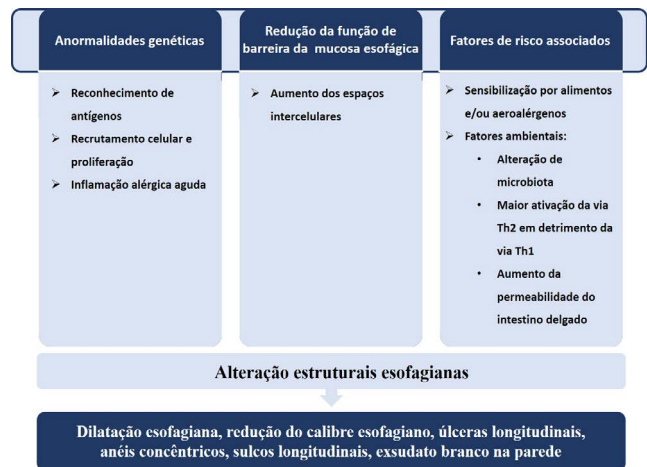 Anormalidades genéticas
Reconhecimento de
antígenos
Recrutamento celular e
proliferação
Inflamação alérgica aguda
Redução da função de
barreira da mucosa esofágica
Aumento dos espaços
intercelulares
Fatores de risco associados
Sensibilização por alimentos
e/ou aeroalérgenos
Fatores ambientais:
Alteração de
microbiota
Maior ativação da via
Th2 em detrimento da
via Th1
Aumento da
permeabilidade do
intestino delgado
Alteração estruturais esofagianas
Dilatação esofagiana, redução do calibre esofagiano, úlceras longitudinais,
anéis concêntricos, sulcos longitudinais, exsudato branco na parede